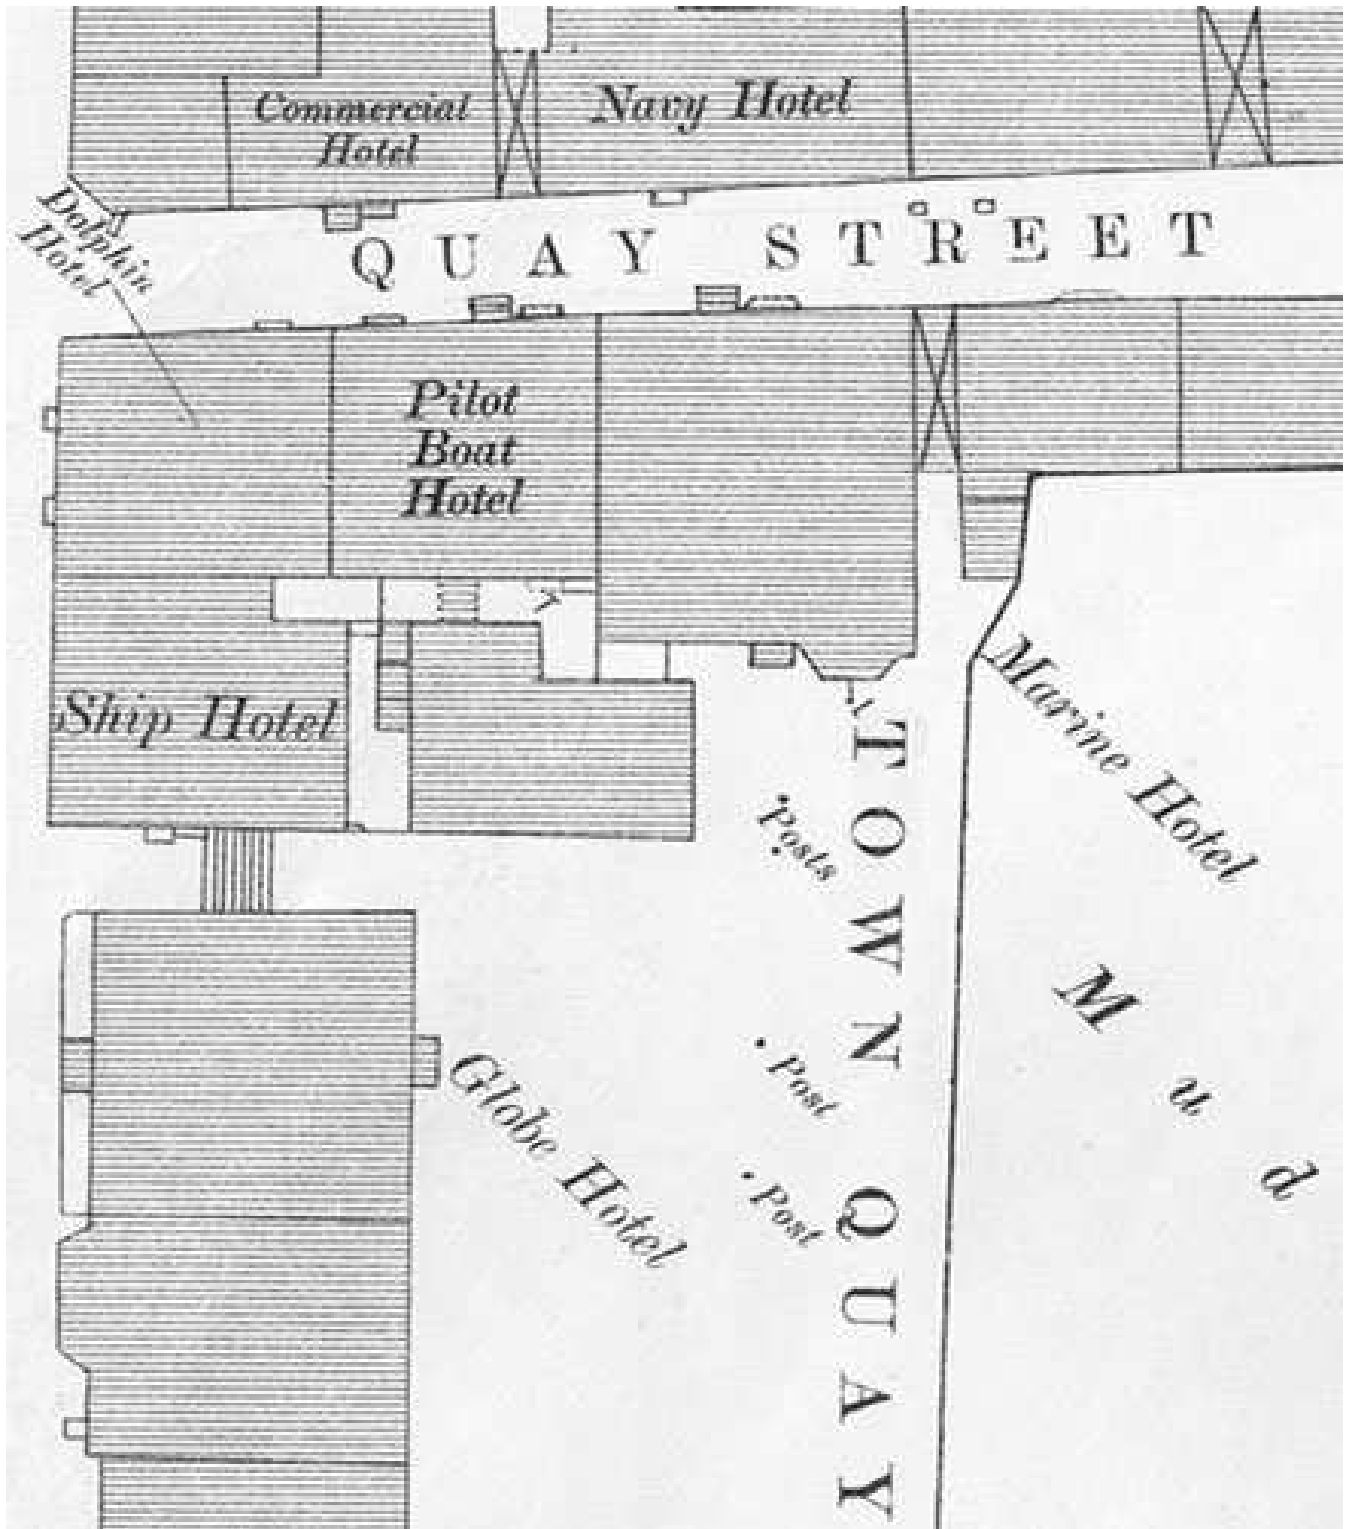 Commercial
Hotel
Navy Hotel
Dolphin
Hotel
QUAY STREET
Pilot
Boat
Hotel
Ship Hotel
Marine Hotel
TOWN QUAY
Posts
Mud
Post
Globe Hotel
Post